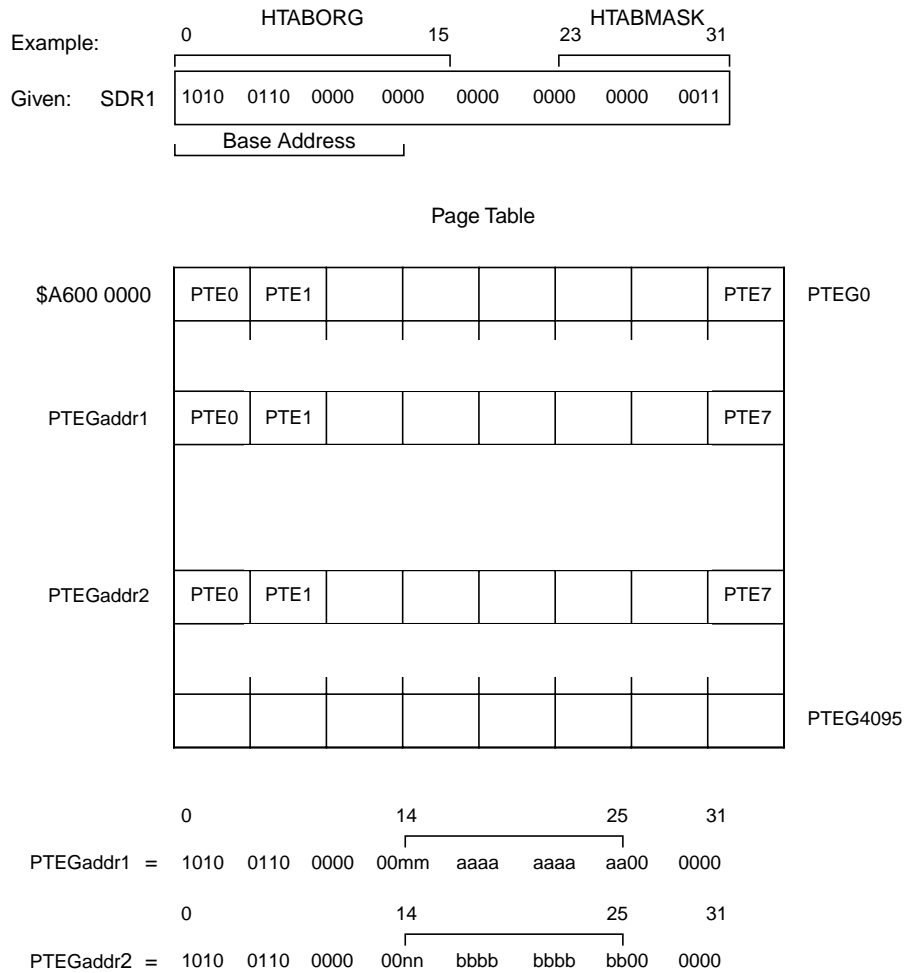 HTABORG HTABMASK
Example: 0 15 23 31
Given: SDR1 1010 0110 0000 0000 0000 0000 0000 0011
Base Address
Page Table
$A600 0000 PTE0 PTE1 PTE7 PTEG0
PTEGaddr1 PTE0 PTE1 PTE7
PTEGaddr2 PTE0 PTE1 PTE7
PTEG4095
0 14 25 31
PTEGaddr1 = 1010 0110 0000 00mm aaaa aaaa aa00 0000
0 14 25 31
PTEGaddr2 = 1010 0110 0000 00nn bbbb bbbb bb00 0000